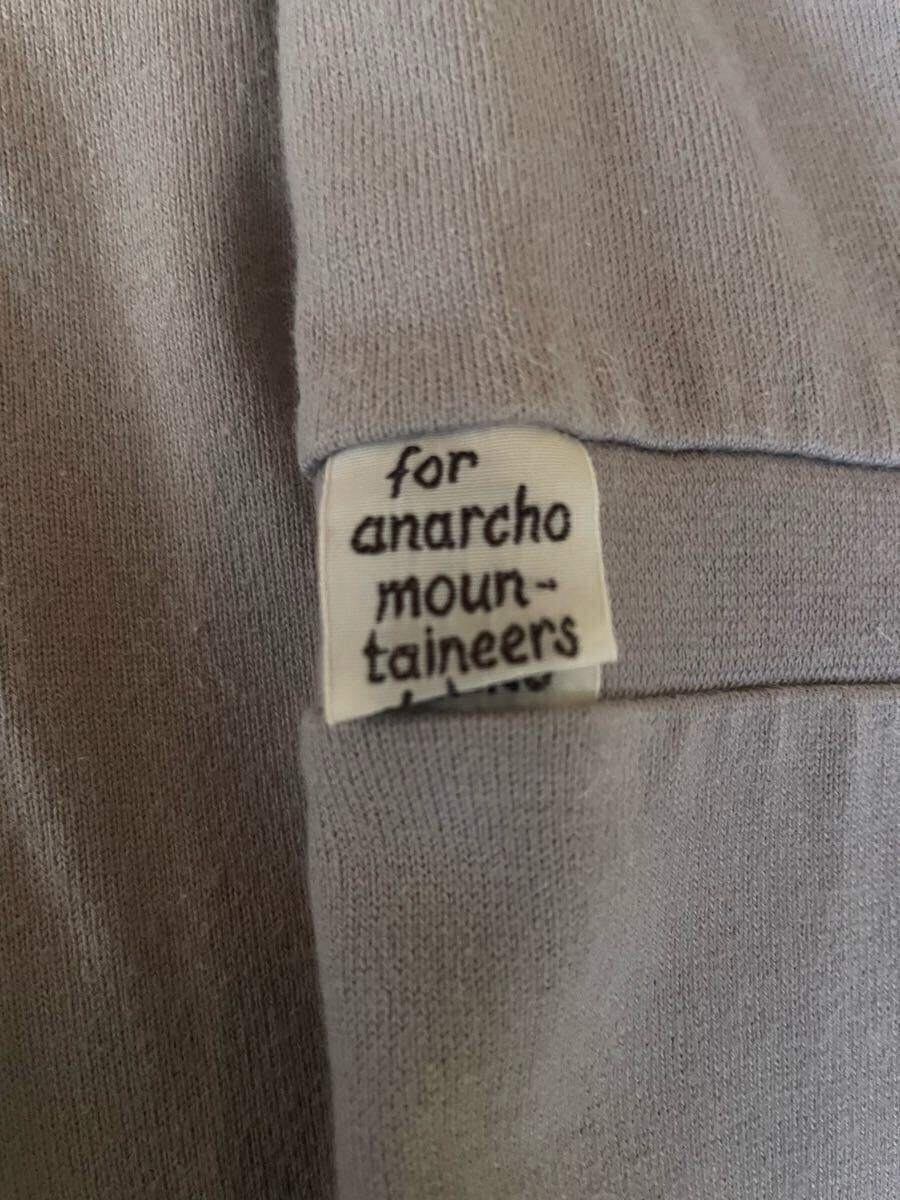 for
anarcho
moun-
taineers